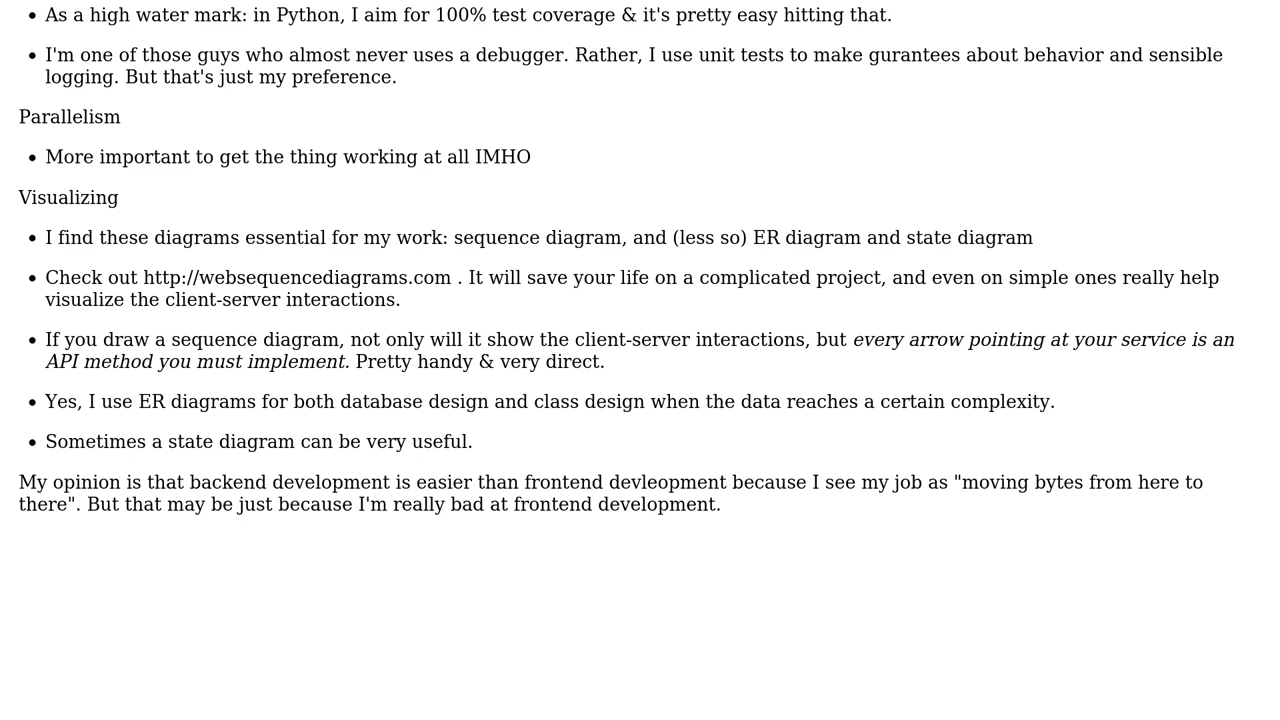 • As a high water mark: in Python, I aim for 100% test coverage & it's pretty easy hitting that.
• I'm one of those guys who almost never uses a debugger. Rather, I use unit tests to make gurantees about behavior and sensible
logging. But that's just my preference.
Parallelism
• More important to get the thing working at all IMHO
Visualizing
• I find these diagrams essential for my work: sequence diagram, and (less so) ER diagram and state diagram
• Check out http://websequencediagrams.com . It will save your life on a complicated project, and even on simple ones really help
visualize the client-server interactions.
• If you draw a sequence diagram, not only will it show the client-server interactions, but every arrow pointing at your service is an
API method you must implement. Pretty handy & very direct.
• Yes, I use ER diagrams for both database design and class design when the data reaches a certain complexity.
• Sometimes a state diagram can be very useful.
My opinion is that backend development is easier than frontend devleopment because I see my job as "moving bytes from here to
there". But that may be just because I'm really bad at frontend development.